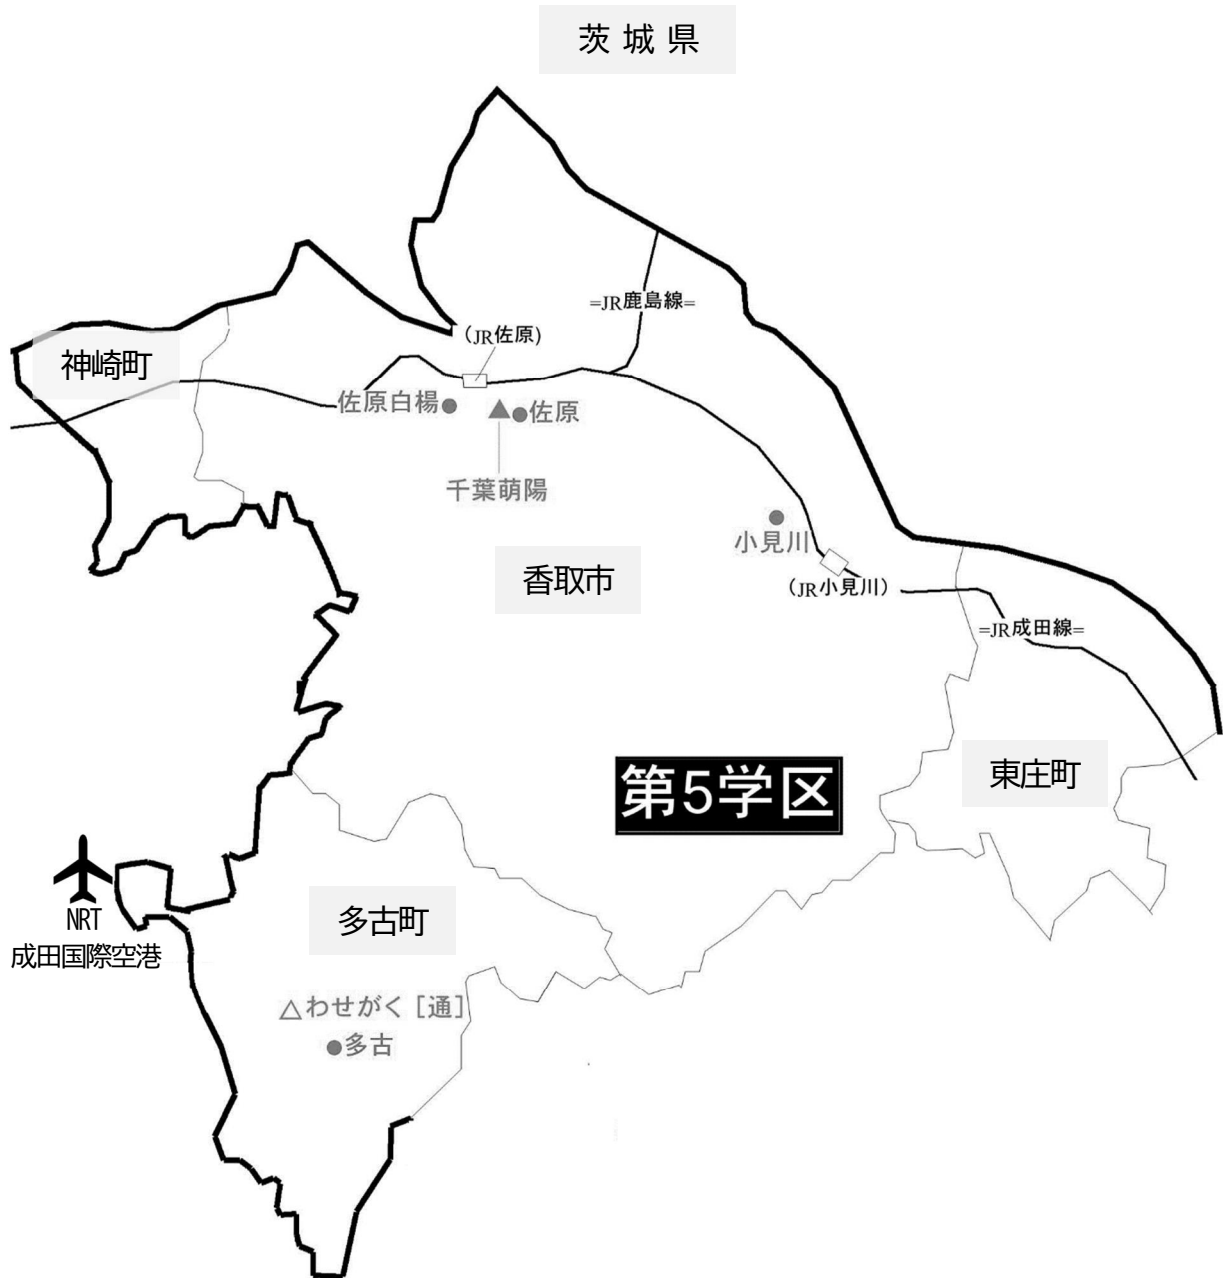 茨城県
=JR鹿島線=
(JR佐原)
神崎町
佐原白楊
佐原
千葉萌陽
小見川
香取市
(JR小見川)
=JR成田線=
東庄町
第5学区
NRT
成田国際空港
多古町
わせがく[通]
多古